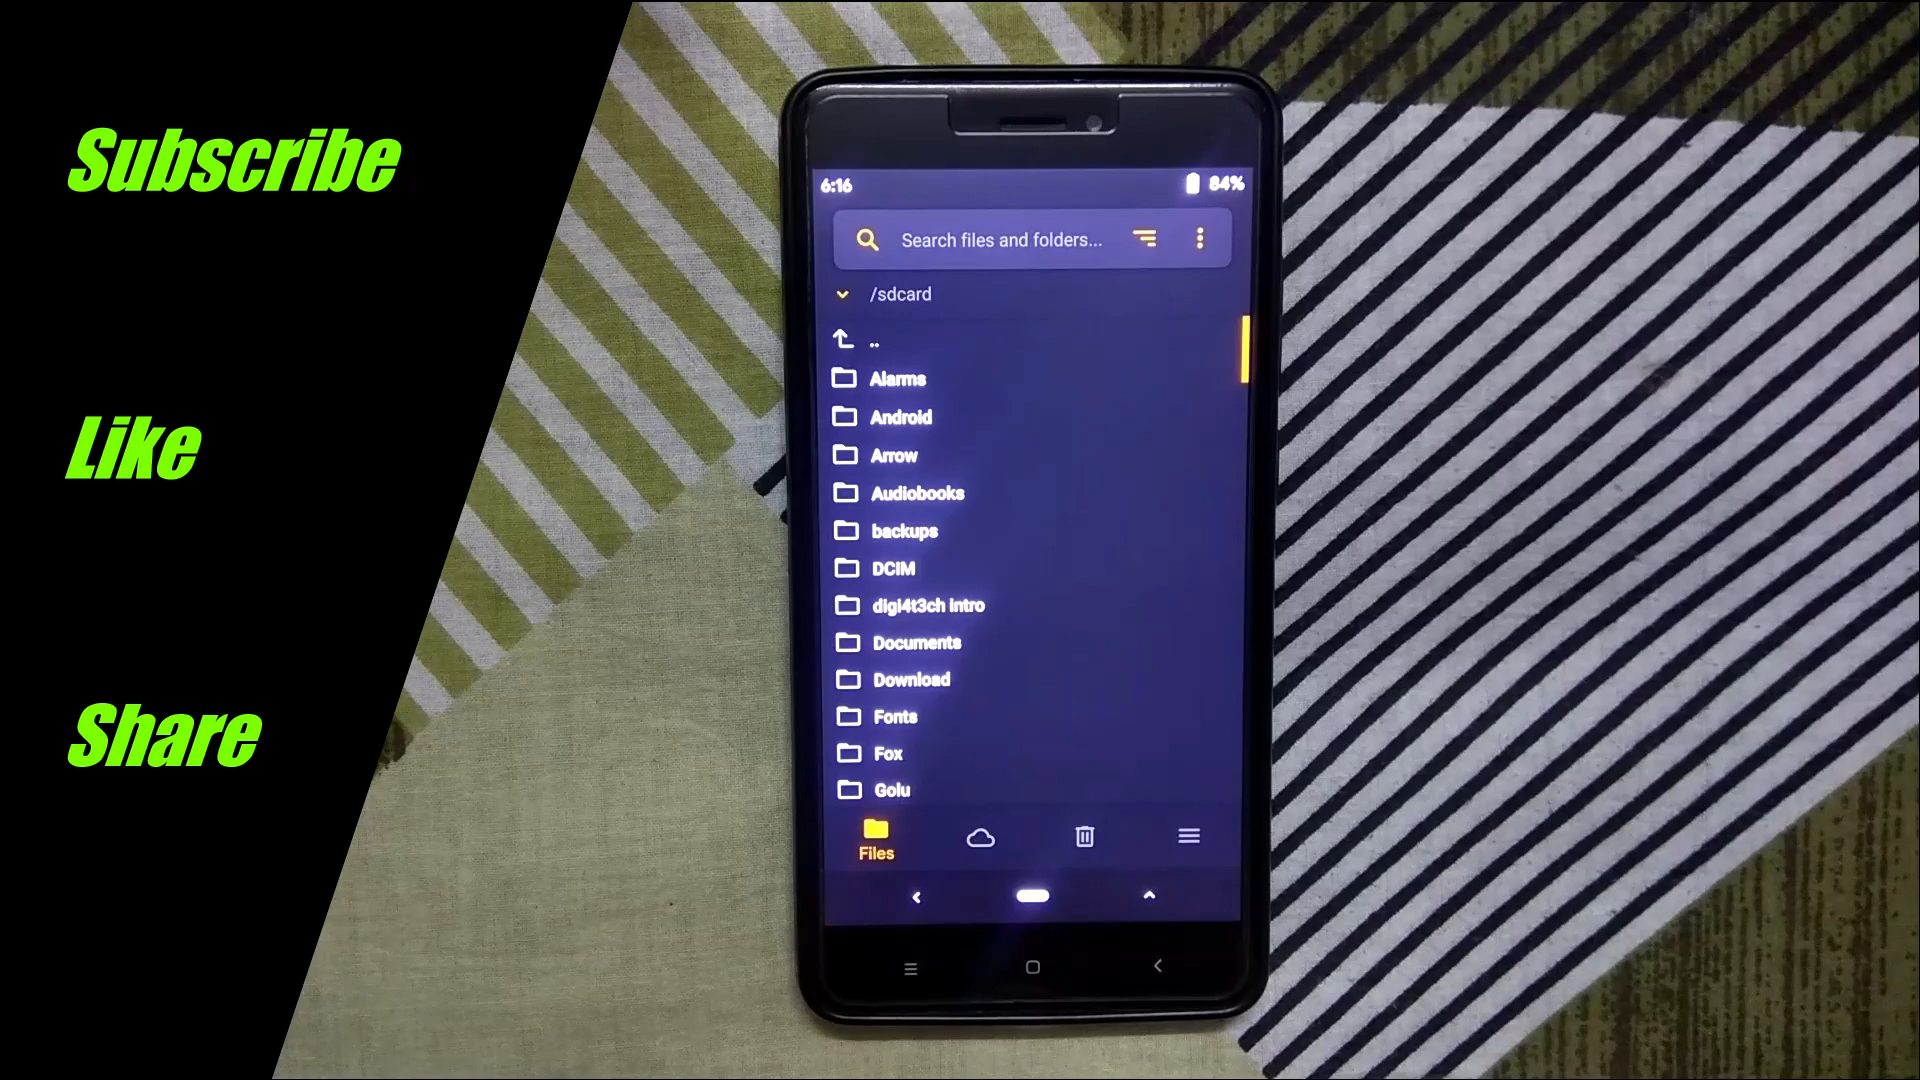 Subscribe
Like
Share
6:16
84%
Search files and folders...
/sdcard
..
Alarms
Android
Arrow
Audiobooks
backups
DCIM
digi4t3ch intro
Documents
Download
Fonts
Fox
Golu
Files